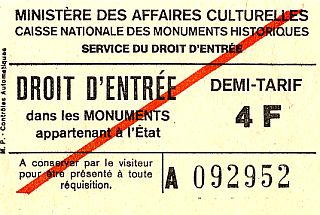 MINISTÈRE DES AFFAIRES CULTURELLES
CAISSE NATIONALE DES MONUMENTS HISTORIQUES
SERVICE DU DROIT D'ENTRÉE
DROIT D'ENTRÉE
dans les MONUMENTS
appartenant à l'État
DEMI-TARIF
4 F
A conserver par le visiteur
pour être présenté à toute
réquisition.
A 092952
M. P. - Contrôles Automatiques